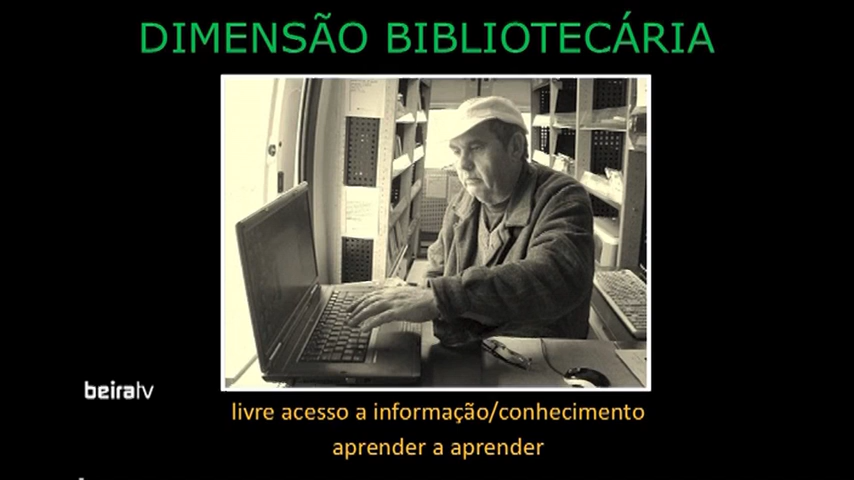 DIMENSÃO BIBLIOTECÁRIA
beiratv
livre acesso a informação/conhecimento
aprender a aprender